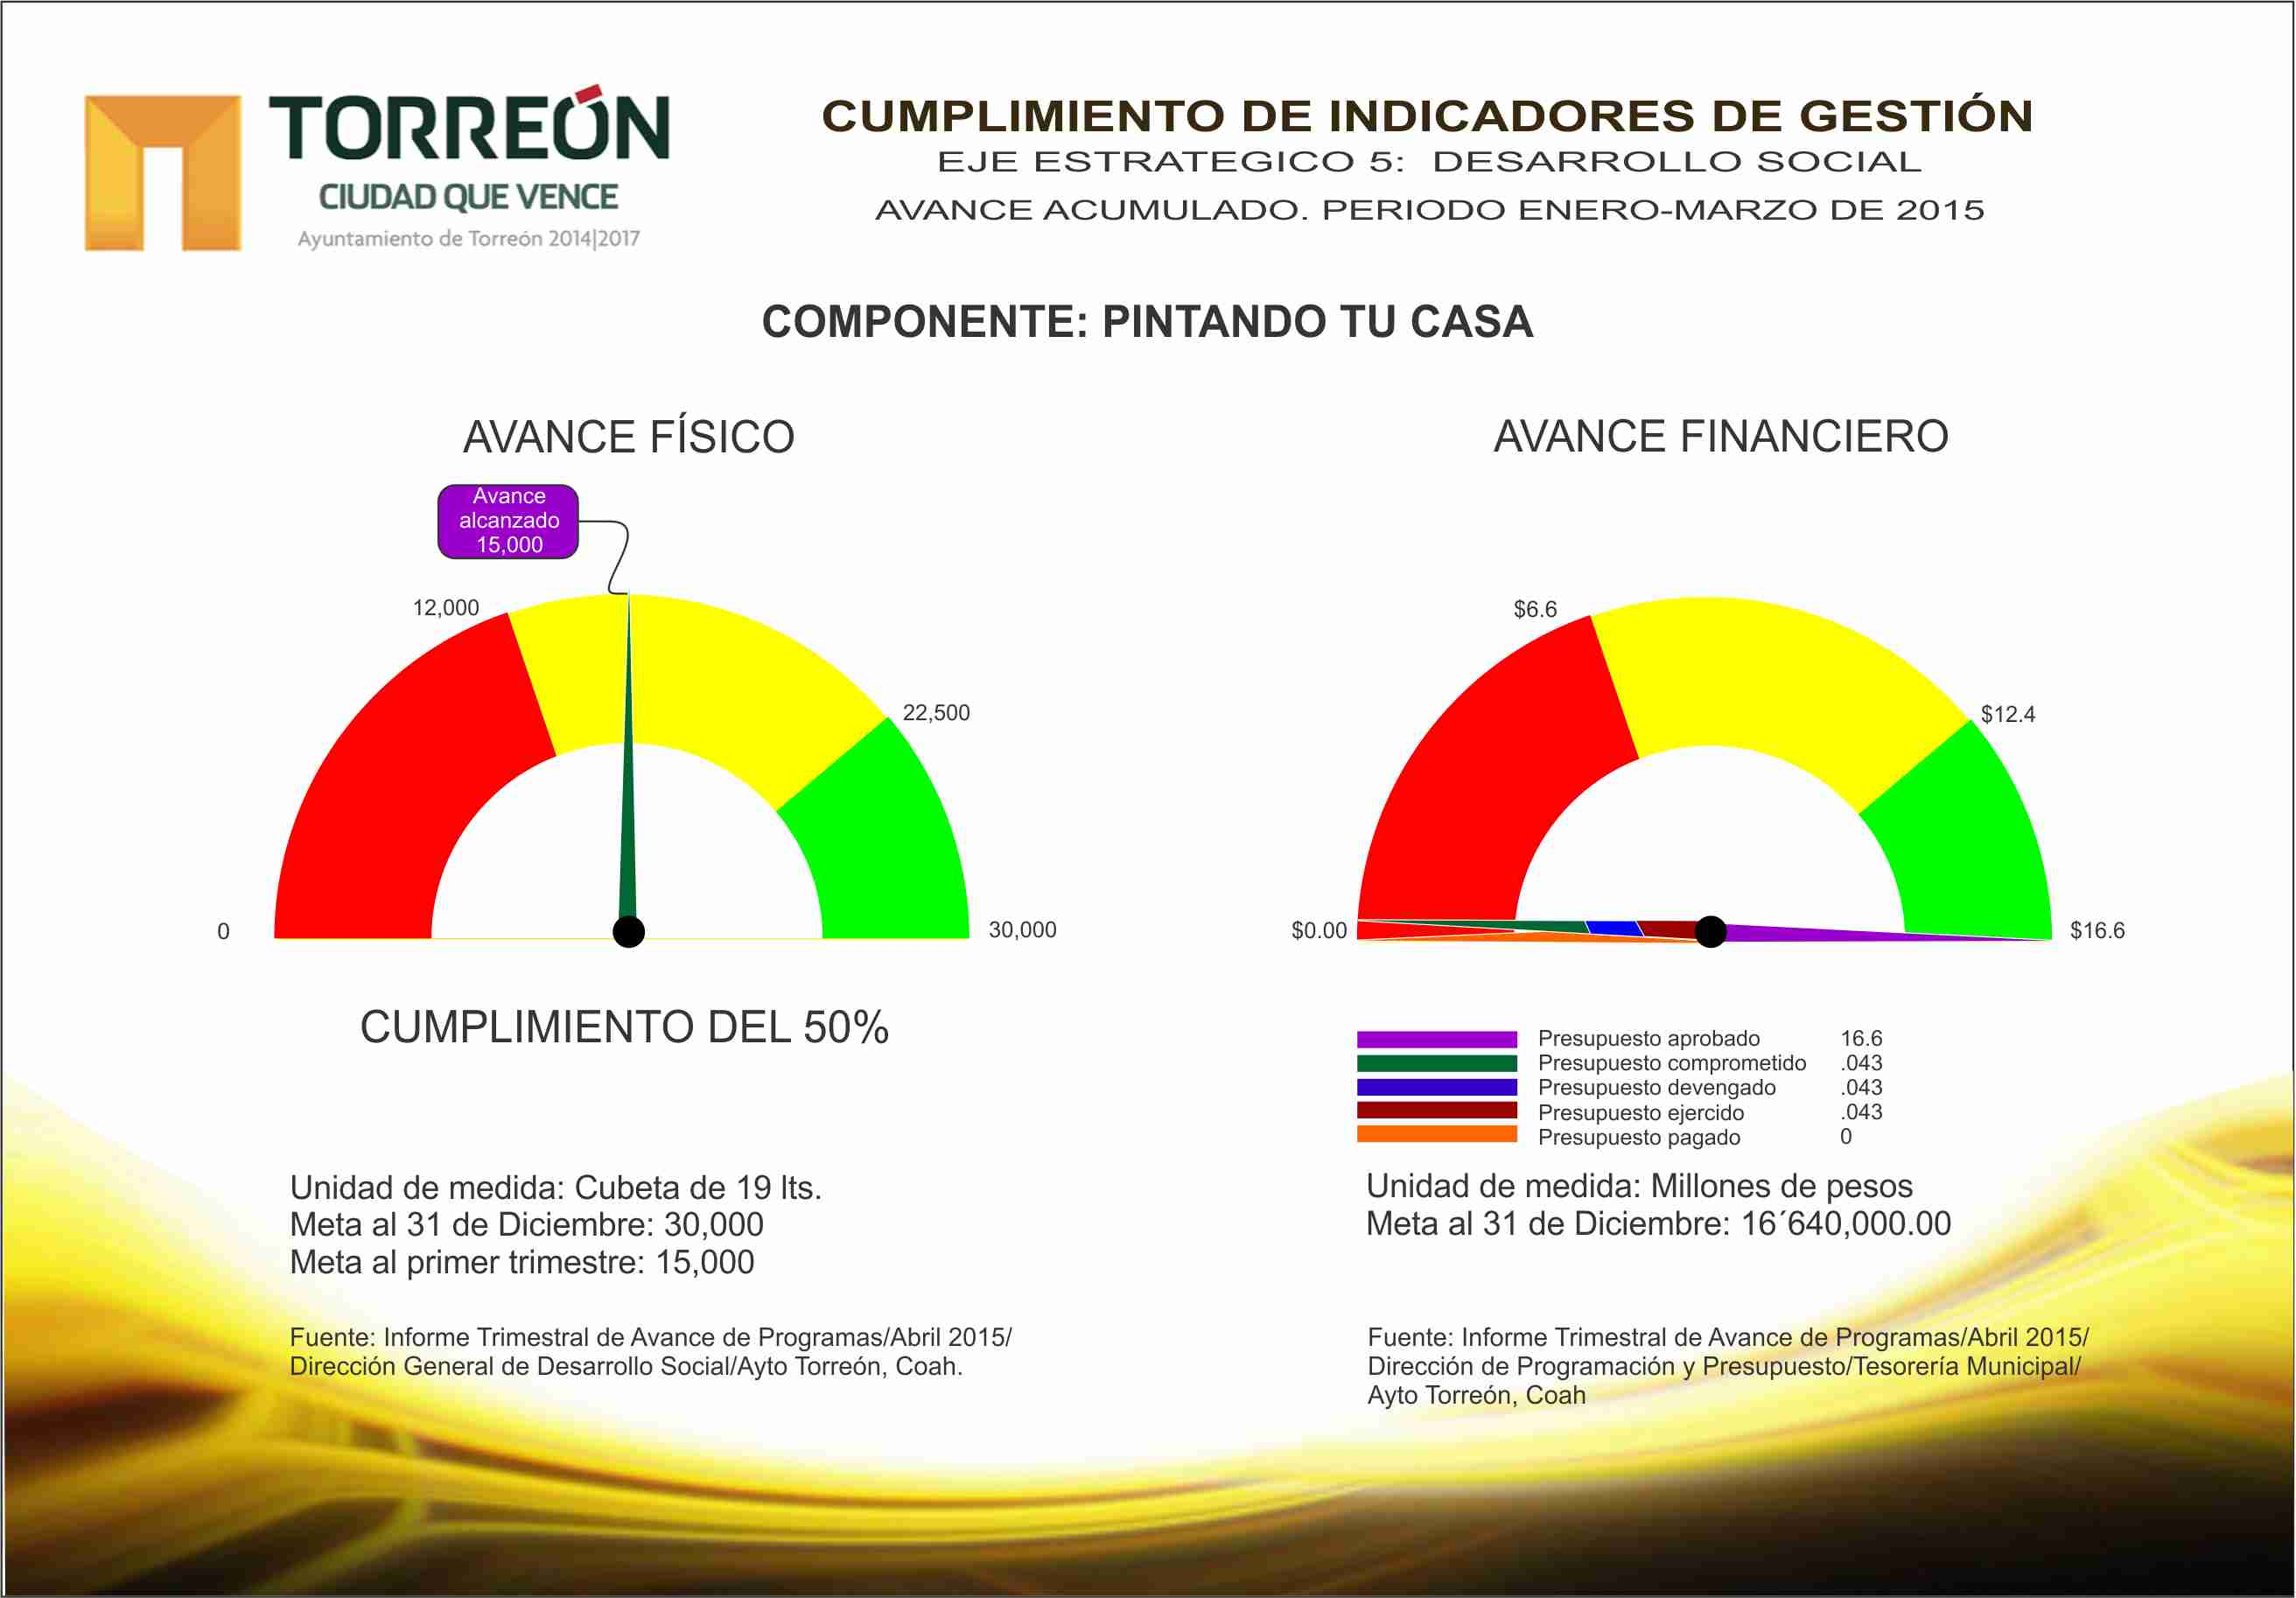 TORREÓN
CIUDAD QUE VENCE
Ayuntamiento de Torreón 2014|2017
CUMPLIMIENTO DE INDICADORES DE GESTIÓN
EJE ESTRATEGICO 5:  DESARROLLO SOCIAL
AVANCE ACUMULADO. PERIODO ENERO-MARZO DE 2015
COMPONENTE: PINTANDO TU CASA
AVANCE FÍSICO
Avance
alcanzado
15,000
12,000
22,500
0
30,000
CUMPLIMIENTO DEL 50%
Unidad de medida: Cubeta de 19 lts.
Meta al 31 de Diciembre: 30,000
Meta al primer trimestre: 15,000
Fuente: Informe Trimestral de Avance de Programas/Abril 2015/
Dirección General de Desarrollo Social/Ayto Torreón, Coah.
AVANCE FINANCIERO
$6.6
$12.4
$0.00
$16.6
Presupuesto aprobado 16.6
Presupuesto comprometido .043
Presupuesto devengado .043
Presupuesto ejercido .043
Presupuesto pagado 0
Unidad de medida: Millones de pesos
Meta al 31 de Diciembre: 16´640,000.00
Fuente: Informe Trimestral de Avance de Programas/Abril 2015/
Dirección de Programación y Presupuesto/Tesorería Municipal/
Ayto Torreón, Coah